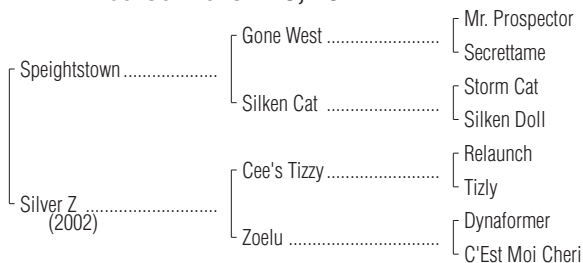 Mr. Prospector
Gone West
Secrettame
Speightstown
Storm Cat
Silken Cat
Silken Doll
Relaunch
Cee's Tizzy
Tizly
Silver Z
(2002)
Dynaformer
Zoelu
C'Est Moi Cheri